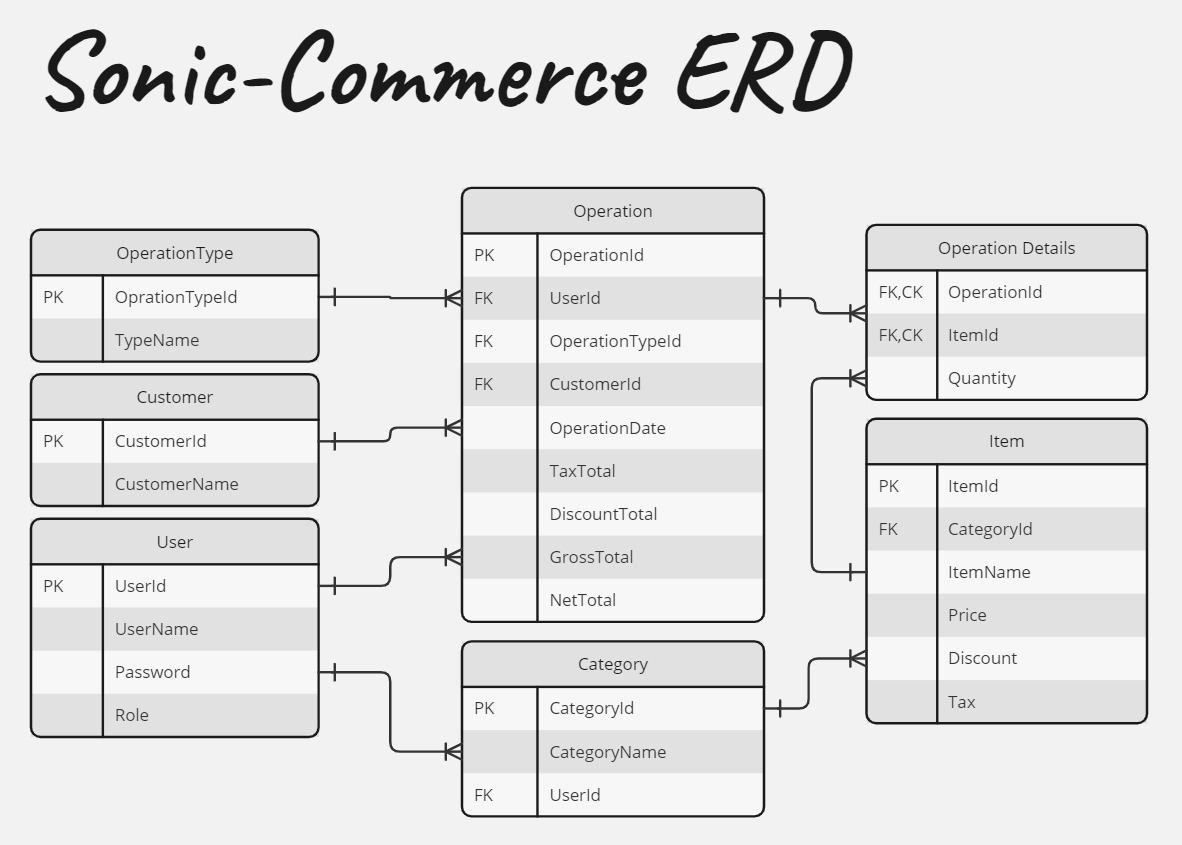 Sonic-Commerce ERD
OperationType
PK OprationTypeId
TypeName
Customer
PK CustomerId
CustomerName
User
PK UserId
UserName
Password
Role
Operation
PK OperationId
FK UserId
FK OperationTypeId
FK CustomerId
OperationDate
TaxTotal
DiscountTotal
GrossTotal
NetTotal
Category
PK CategoryId
CategoryName
FK UserId
Operation Details
FK,CK OperationId
FK,CK ItemId
Quantity
Item
PK ItemId
FK CategoryId
ItemName
Price
Discount
Tax